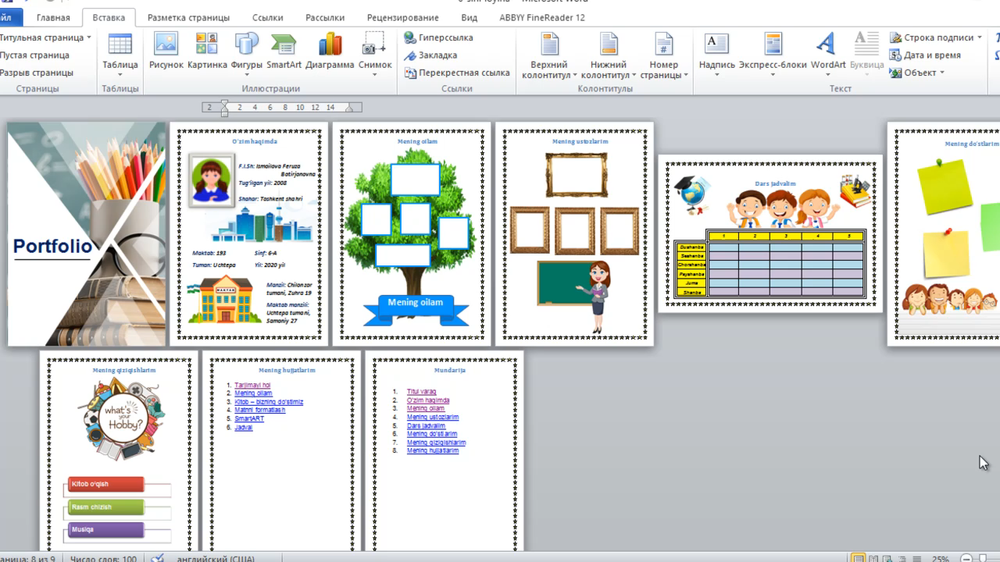 Главная
Вставка
Разметка страницы
Ссылки
Рассылки
Рецензирование
Вид
ABBYY FineReader 12
Титульная страница
Пустая страница
Разрыв страницы
Страницы
Таблица
Таблицы
Рисунок
Картинка
Фигуры
SmartArt
Диаграмма
Снимок
Иллюстрации
Гиперссылка
Закладка
Перекрестная ссылка
Ссылки
Верхний колонтитул
Нижний колонтитул
Номер страницы
Колонтитулы
Надпись
Экспресс-блоки
WordArt
Буквица
Строка подписи
Дата и время
Объект
Текст
2 2 4 6 8 10 12 14
Portfolio
O'zim haqimda
F.I.Sh: Ismoilova Feruza
Botirjonovna
Tug'ilgan yil: 2008
Shahar: Toshkent shahri
Maktab: 193
Sinf: 6-A
Tuman: Uchtepa
Yil: 2020 yil
MAKTAB
Manzil: Chilonzor
tumani, Zuhra 19
Maktab manzili:
Uchtepa tumani,
Samoniy 27
Mening oilam
Mening oilam
Mening ustozlarim
Dars jadvalim
1 2 3 4 5
Dushanba
Seshanba
Chorshanba
Payshanba
Juma
Shanba
Mening do'stlarim
Mening qiziqishlarim
what's
your
Hobby?
Kitob o'qish
Rasm chizish
Musiqa
Mening hujjatlarim
1. Tarjimayi hol
2. Mening oilam
3. Kitob – bizning do'stimiz
4. Matnni formatlash
5. SmartART
6. Jadval
Mundarija
1. Titul varaq
2. O'zim haqimda
3. Mening oilam
4. Mening ustozlarim
5. Dars jadvalim
6. Mening do'stlarim
7. Mening qiziqishlarim
8. Mening hujjatlarim
аница: 8 из 9
Число слов: 100
английский (США)
25%